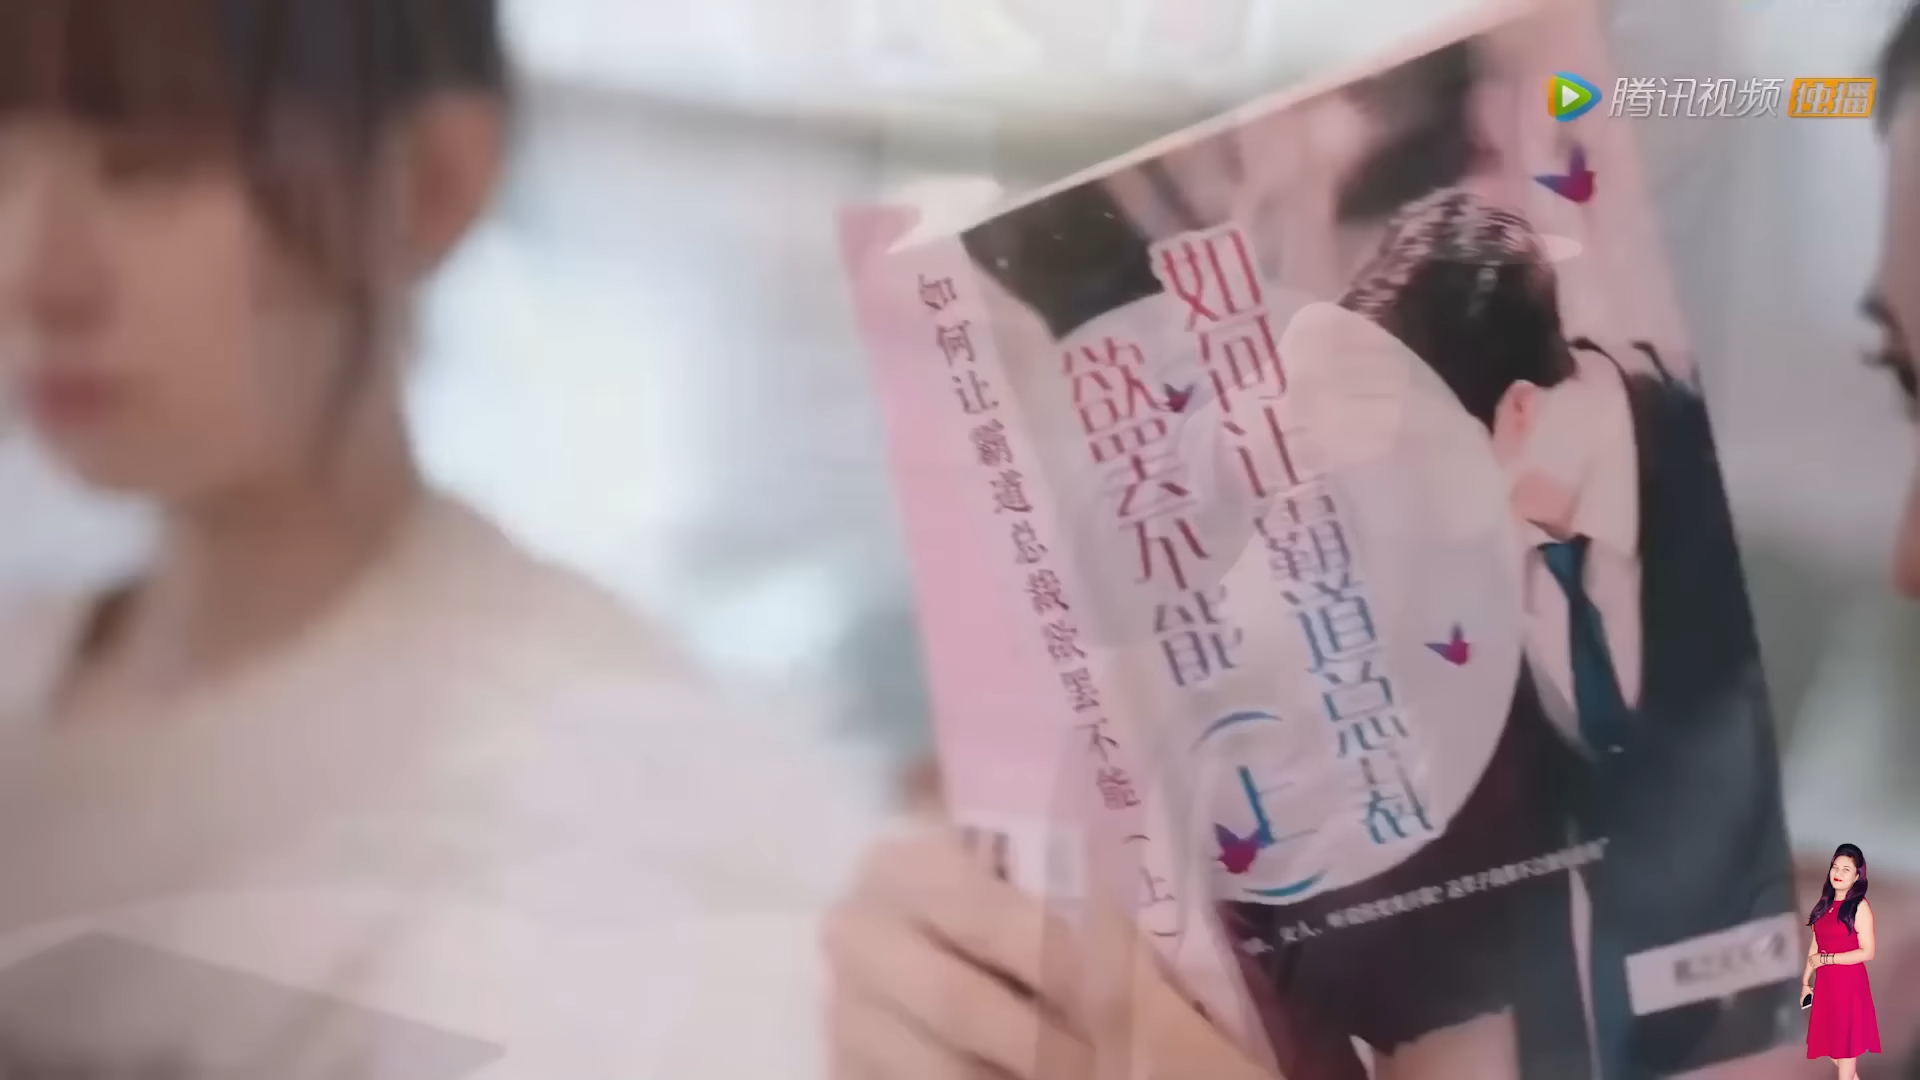 腾讯视频 独播
如何让霸道总裁
欲罢不能
（上）
如何让霸道总裁欲罢不能（上）